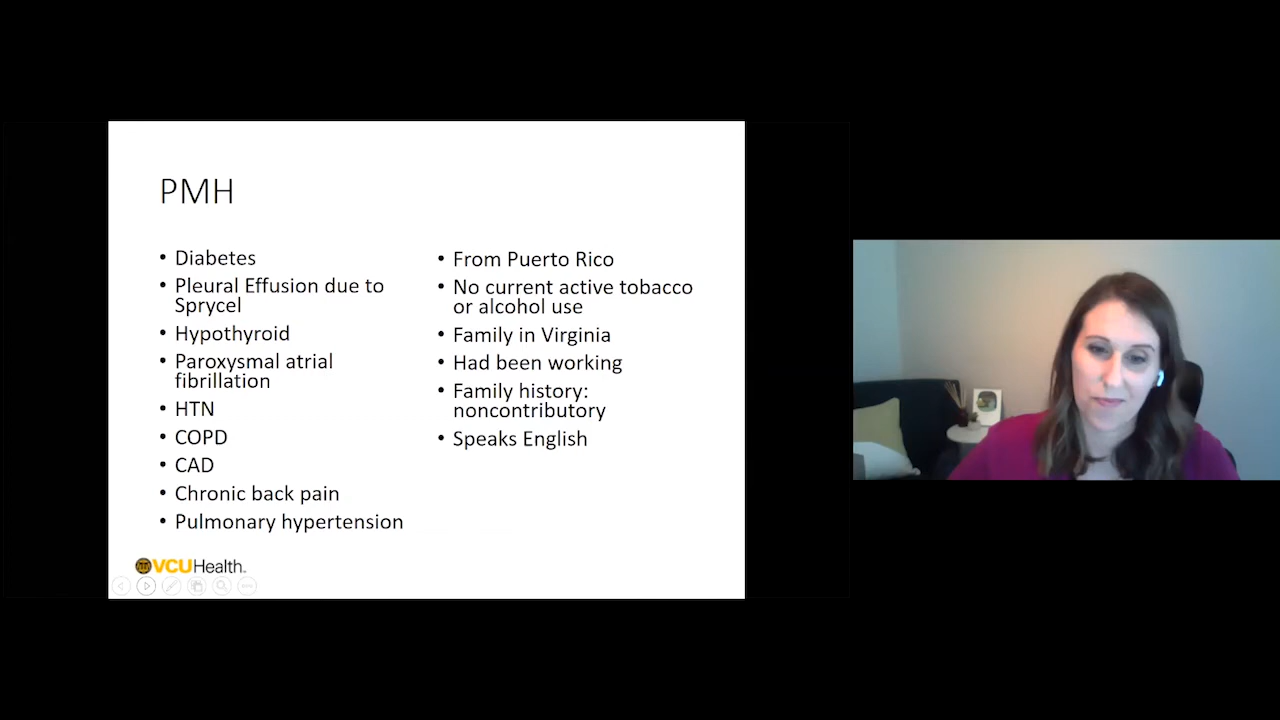 PMH
• Diabetes
• Pleural Effusion due to
Sprycel
• Hypothyroid
• Paroxysmal atrial
fibrillation
• HTN
• COPD
• CAD
• Chronic back pain
• Pulmonary hypertension
• From Puerto Rico
• No current active tobacco
or alcohol use
• Family in Virginia
• Had been working
• Family history:
noncontributory
• Speaks English
VCUHealth